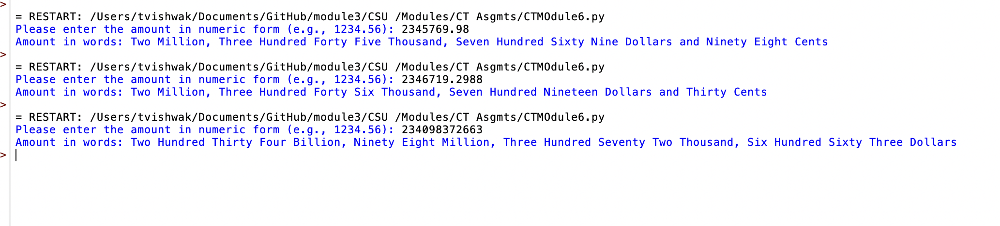 >
= RESTART: /Users/tvishwak/Documents/GitHub/module3/CSU /Modules/CT Asgmts/CTMOdule6.py
Please enter the amount in numeric form (e.g., 1234.56): 2345769.98
Amount in words: Two Million, Three Hundred Forty Five Thousand, Seven Hundred Sixty Nine Dollars and Ninety Eight Cents
>
= RESTART: /Users/tvishwak/Documents/GitHub/module3/CSU /Modules/CT Asgmts/CTMOdule6.py
Please enter the amount in numeric form (e.g., 1234.56): 2346719.2988
Amount in words: Two Million, Three Hundred Forty Six Thousand, Seven Hundred Nineteen Dollars and Thirty Cents
>
= RESTART: /Users/tvishwak/Documents/GitHub/module3/CSU /Modules/CT Asgmts/CTMOdule6.py
Please enter the amount in numeric form (e.g., 1234.56): 234098372663
Amount in words: Two Hundred Thirty Four Billion, Ninety Eight Million, Three Hundred Seventy Two Thousand, Six Hundred Sixty Three Dollars
>